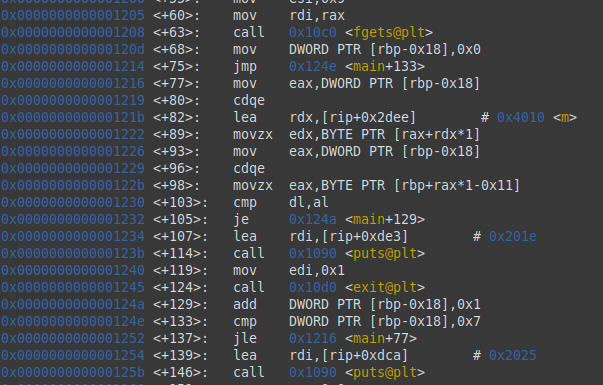 0x0000000000001205 <+60>: mov rdi,rax
0x0000000000001208 <+63>: call 0x10c0 <fgets@plt>
0x000000000000120d <+68>: mov DWORD PTR [rbp-0x18],0x0
0x0000000000001214 <+75>: jmp 0x124e <main+133>
0x0000000000001216 <+77>: mov eax,DWORD PTR [rbp-0x18]
0x0000000000001219 <+80>: cdqe
0x000000000000121b <+82>: lea rdx,[rip+0x2dee] # 0x4010 <m>
0x0000000000001222 <+89>: movzx edx,BYTE PTR [rax+rdx*1]
0x0000000000001226 <+93>: mov eax,DWORD PTR [rbp-0x18]
0x0000000000001229 <+96>: cdqe
0x000000000000122b <+98>: movzx eax,BYTE PTR [rbp+rax*1-0x11]
0x0000000000001230 <+103>: cmp dl,al
0x0000000000001232 <+105>: je 0x124a <main+129>
0x0000000000001234 <+107>: lea rdi,[rip+0xde3] # 0x201e
0x000000000000123b <+114>: call 0x1090 <puts@plt>
0x0000000000001240 <+119>: mov edi,0x1
0x0000000000001245 <+124>: call 0x10d0 <exit@plt>
0x000000000000124a <+129>: add DWORD PTR [rbp-0x18],0x1
0x000000000000124e <+133>: cmp DWORD PTR [rbp-0x18],0x7
0x0000000000001252 <+137>: jle 0x1216 <main+77>
0x0000000000001254 <+139>: lea rdi,[rip+0xdca] # 0x2025
0x000000000000125b <+146>: call 0x1090 <puts@plt>